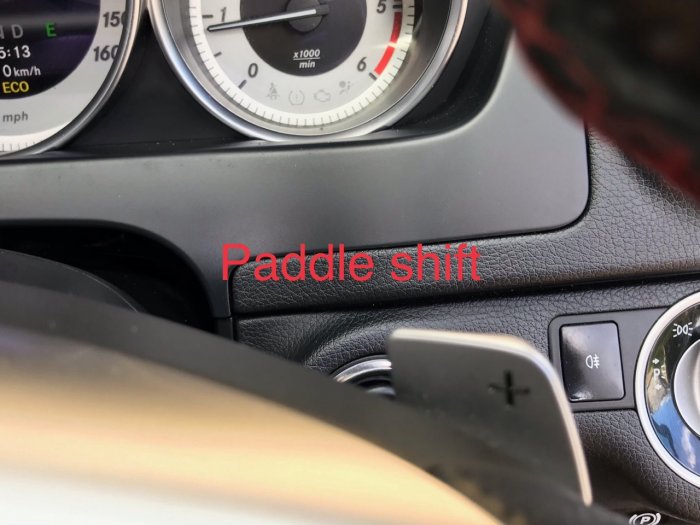 N D E
5:13
0 km/h
ECO
150
160
mph
1
0
5
6
x1000
min
Paddle shift
+
P
P